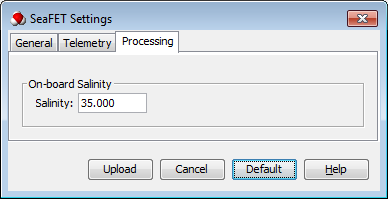 SeaFET Settings
General Telemetry Processing
On-board Salinity
Salinity: 35.000
Upload Cancel Default Help